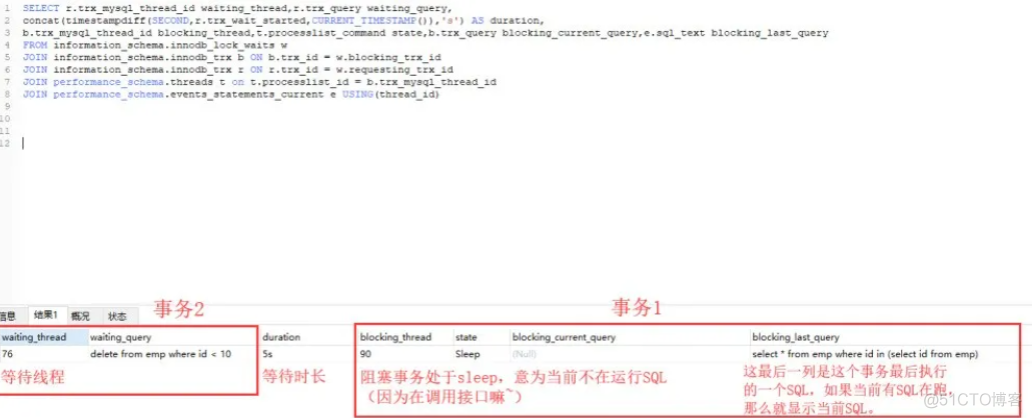 1 SELECT r.trx_mysql_thread_id waiting_thread,r.trx_query waiting_query,
2 concat(timestampdiff(SECOND,r.trx_wait_started,CURRENT_TIMESTAMP()),'s') AS duration,
3 b.trx_mysql_thread_id blocking_thread,t.processlist_command state,b.trx_query blocking_current_query,e.sql_text blocking_last_query
4 FROM information_schema.innodb_lock_waits w
5 JOIN information_schema.innodb_trx b ON b.trx_id = w.blocking_trx_id
6 JOIN information_schema.innodb_trx r ON r.trx_id = w.requesting_trx_id
7 JOIN performance_schema.threads t on t.processlist_id = b.trx_mysql_thread_id
8 JOIN performance_schema.events_statements_current e USING(thread_id)
9
10
11
12
事务2 事务1
信息 结果1 概况 状态
waiting_thread waiting_query duration blocking_thread state blocking_current_query blocking_last_query
76 delete from emp where id < 10 5s 90 Sleep (Null) select * from emp where id in (select id from emp)
等待线程 等待时长 阻塞事务处于sleep，意为当前不在运行SQL
（因为在调用接口嘛~）
这最后一列是这个事务最后执行
的一个SQL，如果当前有SQL在跑，
那么就显示当前SQL。
@51CTO博客